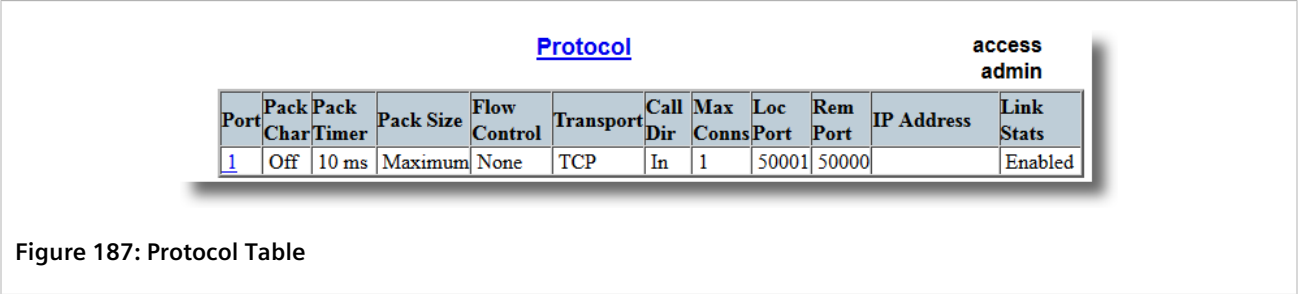 Protocol
access
admin
Port Pack Char Pack Timer Pack Size Flow Control Transport Call Dir Max Conns Loc Port Rem Port IP Address Link Stats
1 Off 10 ms Maximum None TCP In 1 50001 50000 Enabled
Figure 187: Protocol Table